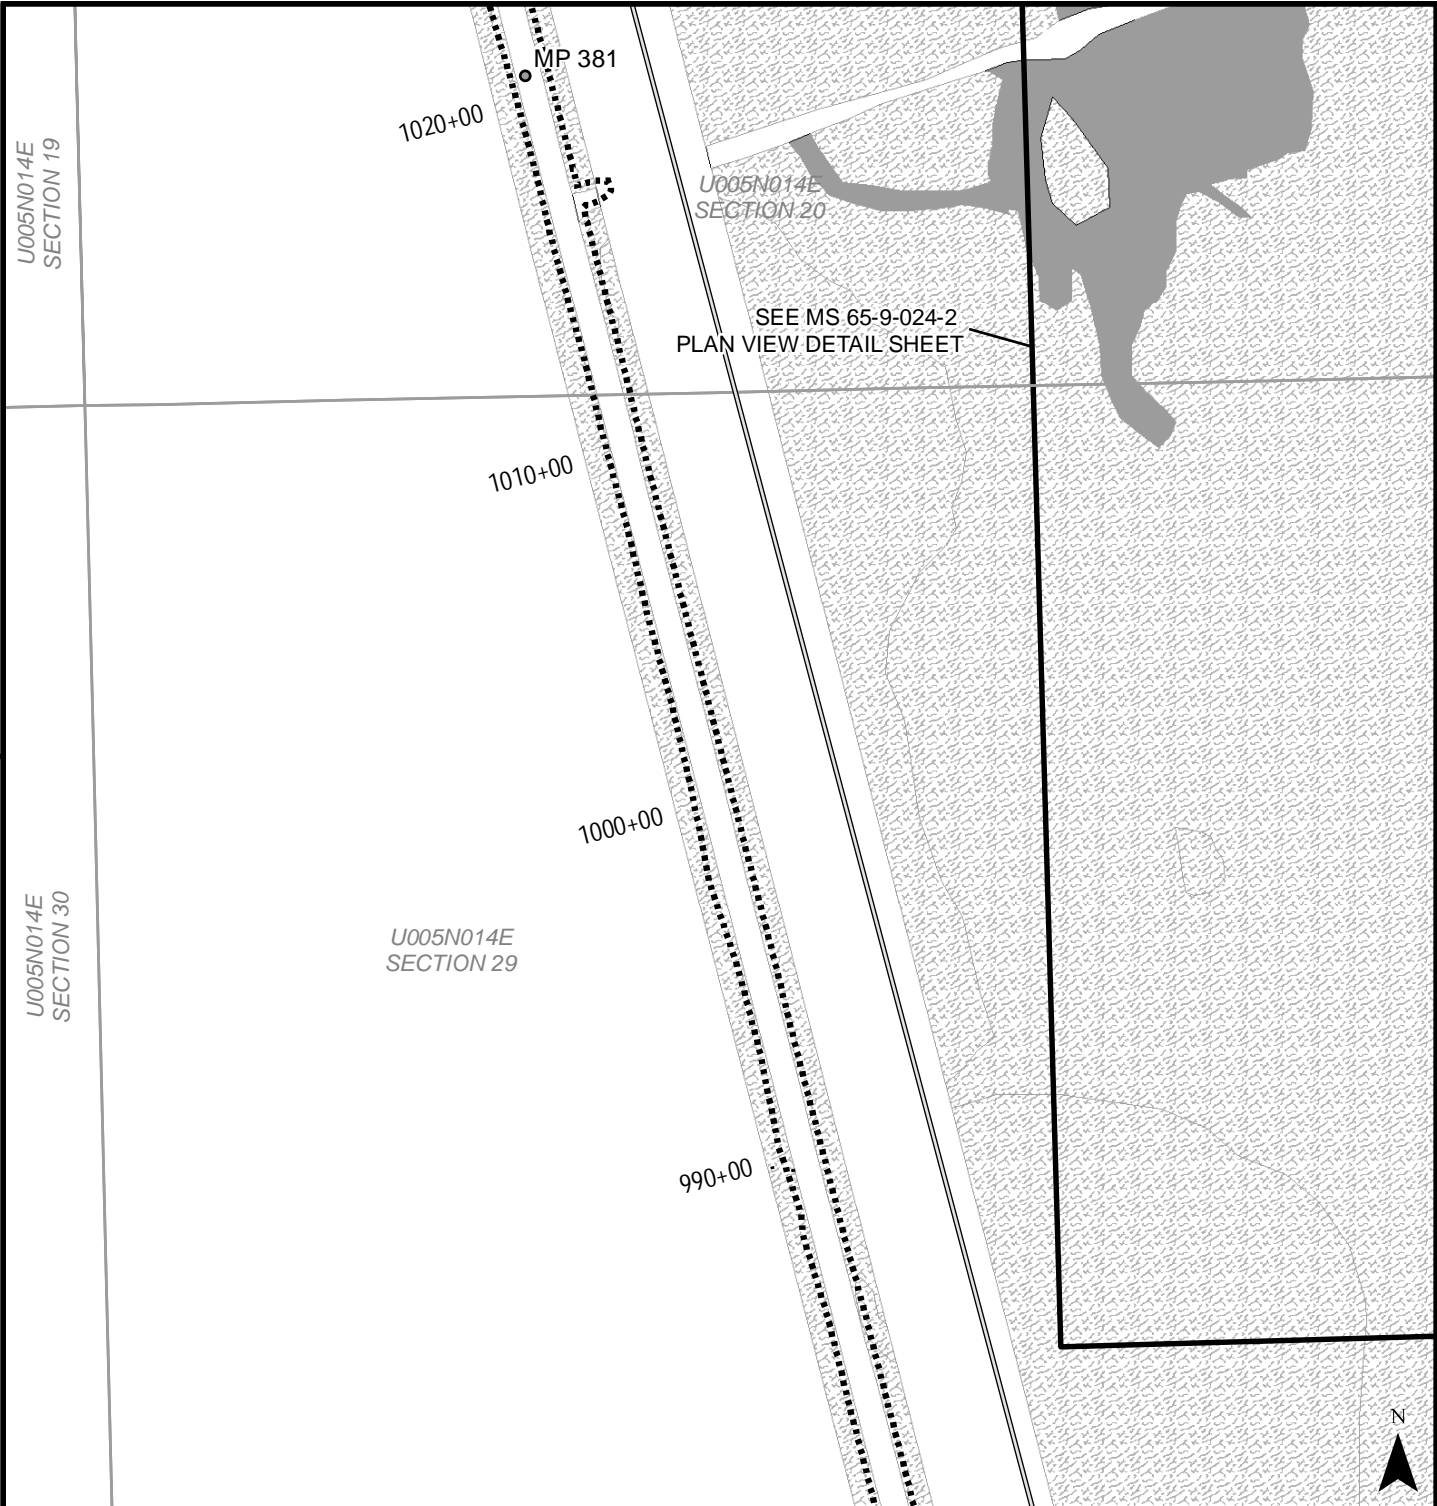 MP 381
1020+00
U005N014E
SECTION 19
U005N014E
SECTION 20
SEE MS 65-9-024-2
PLAN VIEW DETAIL SHEET
1010+00
1000+00
U005N014E
SECTION 30
U005N014E
SECTION 29
990+00
N